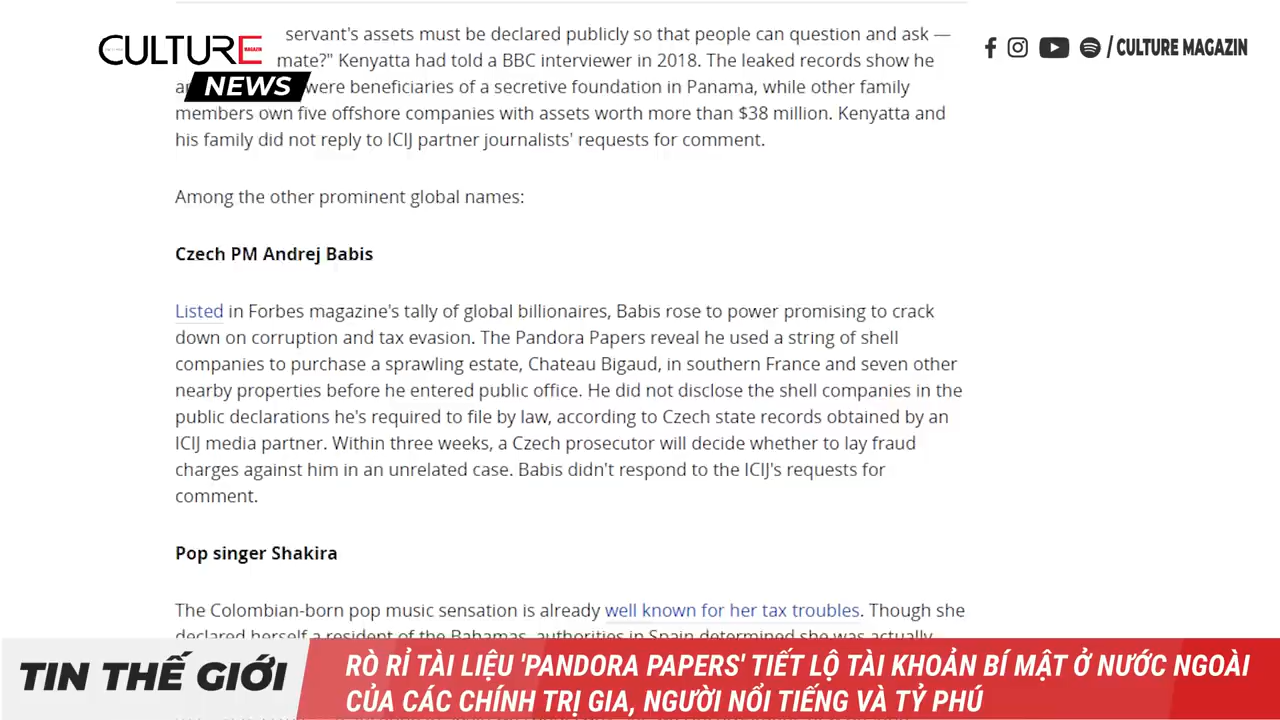 CULTURE
MAGAZIN
NEWS
/ CULTURE MAGAZIN
servant's assets must be declared publicly so that people can question and ask —
mate?" Kenyatta had told a BBC interviewer in 2018. The leaked records show he
were beneficiaries of a secretive foundation in Panama, while other family
members own five offshore companies with assets worth more than $38 million. Kenyatta and
his family did not reply to ICIJ partner journalists' requests for comment.
Among the other prominent global names:
Czech PM Andrej Babis
Listed in Forbes magazine's tally of global billionaires, Babis rose to power promising to crack
down on corruption and tax evasion. The Pandora Papers reveal he used a string of shell
companies to purchase a sprawling estate, Chateau Bigaud, in southern France and seven other
nearby properties before he entered public office. He did not disclose the shell companies in the
public declarations he's required to file by law, according to Czech state records obtained by an
ICIJ media partner. Within three weeks, a Czech prosecutor will decide whether to lay fraud
charges against him in an unrelated case. Babis didn't respond to the ICIJ's requests for
comment.
Pop singer Shakira
The Colombian-born pop music sensation is already well known for her tax troubles. Though she
declared herself a resident of the Bahamas, authorities in Spain determined she was actually
TIN THẾ GIỚI
RÒ RỈ TÀI LIỆU 'PANDORA PAPERS' TIẾT LỘ TÀI KHOẢN BÍ MẬT Ở NƯỚC NGOÀI
CỦA CÁC CHÍNH TRỊ GIA, NGƯỜI NỔI TIẾNG VÀ TỶ PHÚ